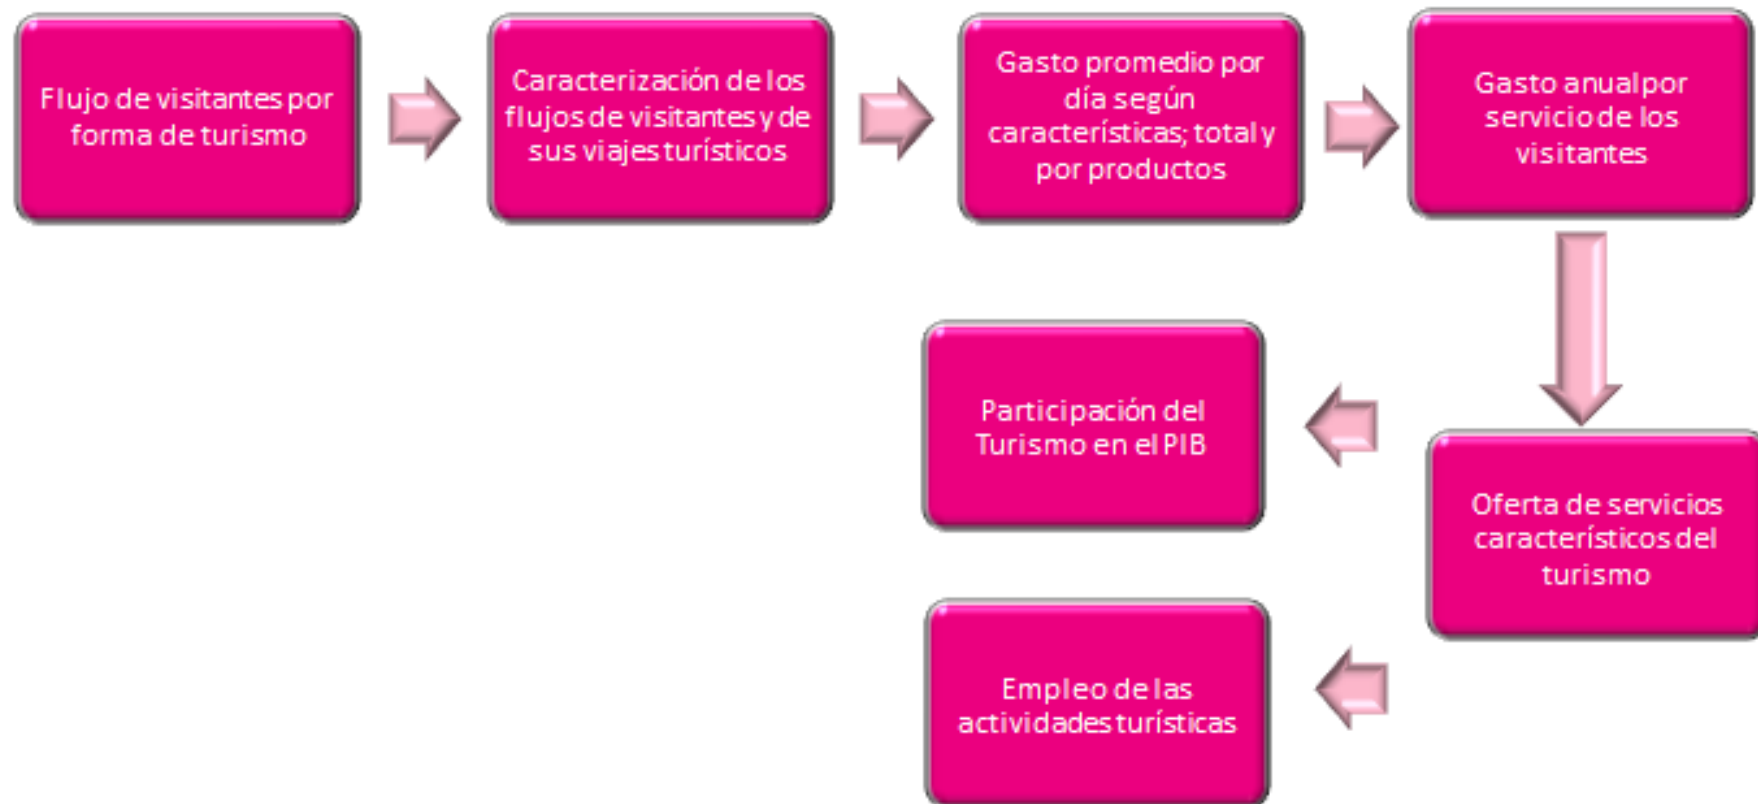 Flujo de visitantes por
forma de turismo
Caracterización de los
flujos de visitantes y de
sus viajes turísticos
Gasto promedio por
día según
características; total y
por productos
Gasto anualpor
servicio de los
visitantes
Participación del
Turismo en el PIB
Oferta de servicios
característicos del
turismo
Empleo de las
actividades turísticas